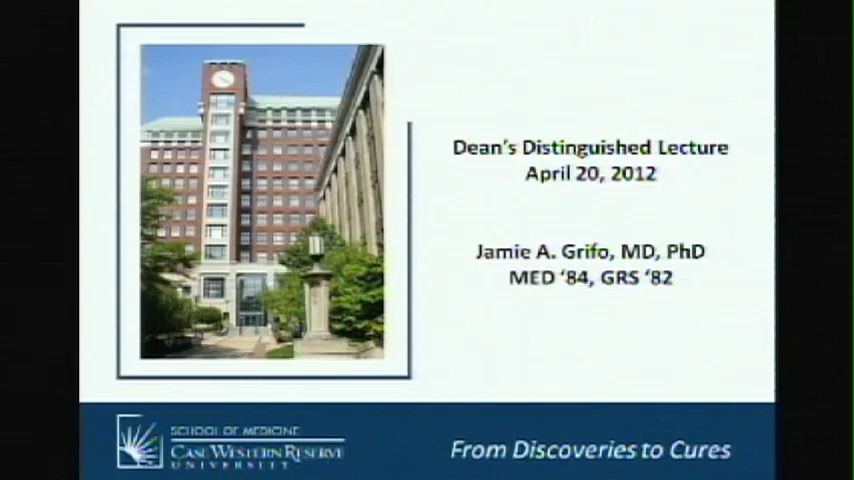 Dean's Distinguished Lecture
April 20, 2012
Jamie A. Grifo, MD, PhD
MED '84, GRS '82
SCHOOL OF MEDICINE
CASE WESTERN RESERVE
UNIVERSITY
From Discoveries to Cures